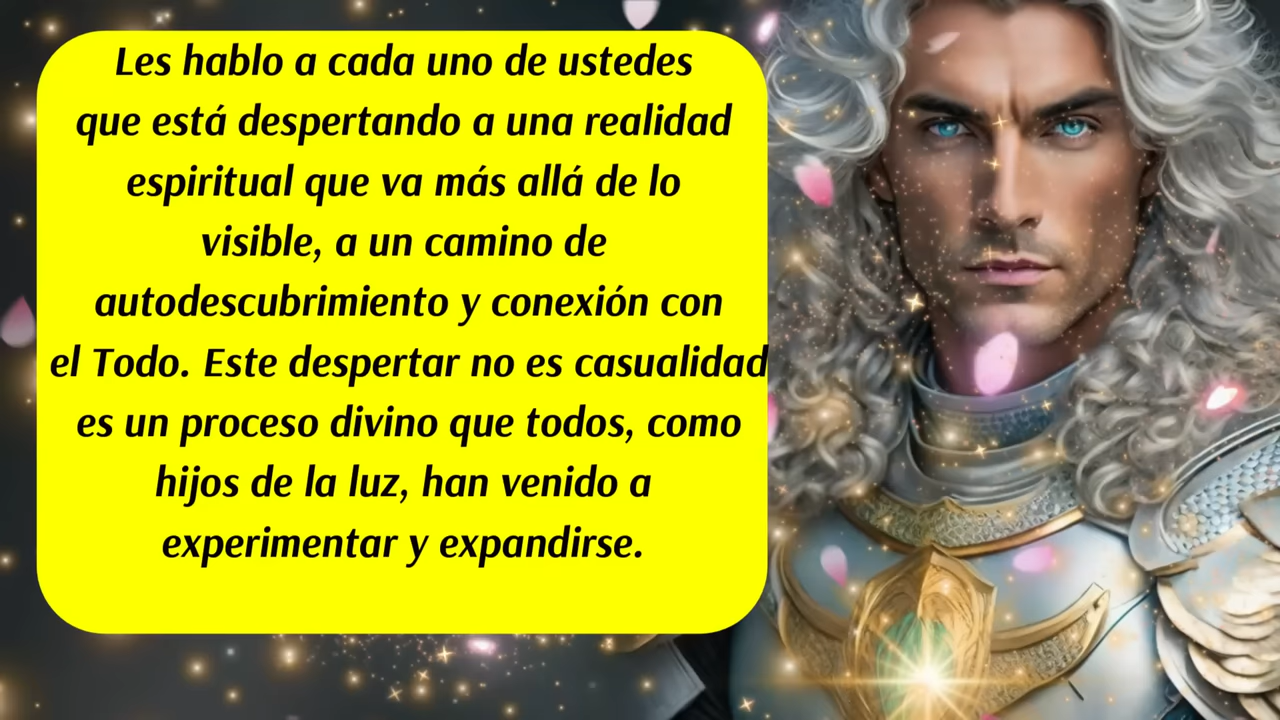 Les hablo a cada uno de ustedes
que está despertando a una realidad
espiritual que va más allá de lo
visible, a un camino de
autodescubrimiento y conexión con
el Todo. Este despertar no es casualidad
es un proceso divino que todos, como
hijos de la luz, han venido a
experimentar y expandirse.